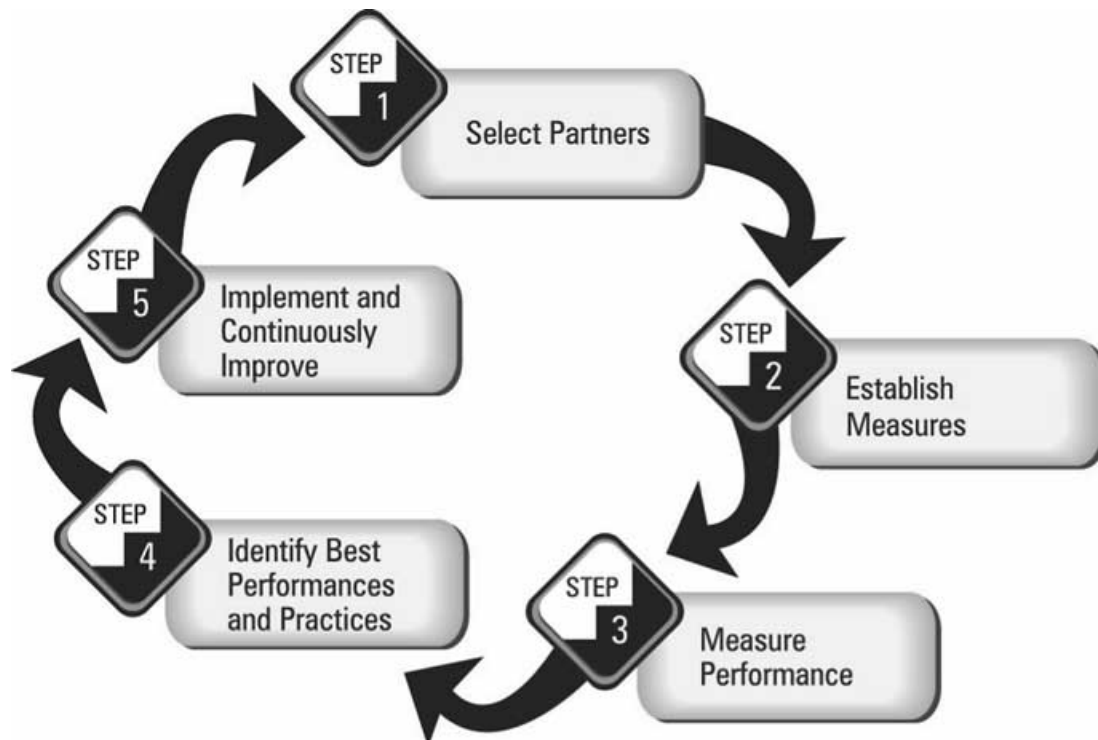 STEP
1
Select Partners
STEP
2
Establish
Measures
STEP
3
Measure
Performance
STEP
4
Identify Best
Performances
and Practices
STEP
5
Implement and
Continuously
Improve